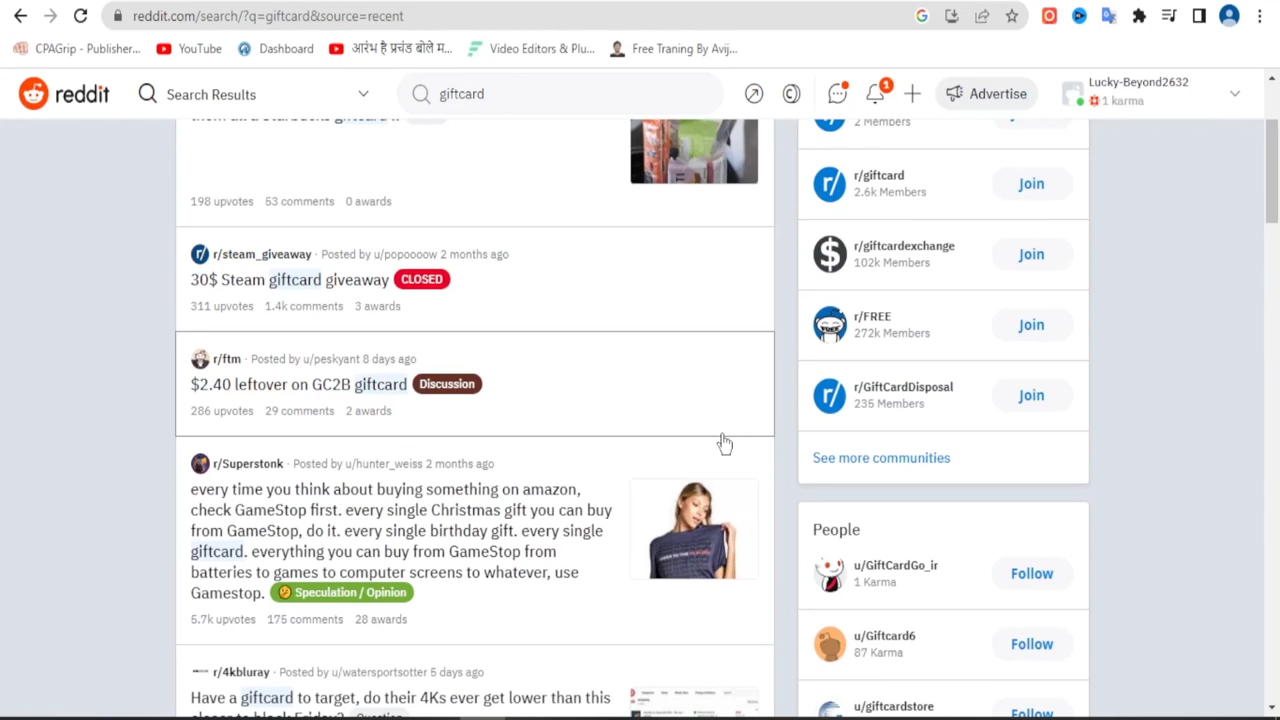 reddit.com/search/?q=giftcard&source=recent
CPAGrip - Publisher...
YouTube
Dashboard
आरंभ है प्रचंड बोले म...
Video Editors & Plu...
Free Traning By Avij...
reddit
Search Results
giftcard
1
Advertise
Lucky-Beyond2632
1 karma
198 upvotes 53 comments 0 awards
r/steam_giveaway · Posted by u/popoooow 2 months ago
30$ Steam giftcard giveaway CLOSED
311 upvotes 1.4k comments 3 awards
r/ftm · Posted by u/peskyant 8 days ago
$2.40 leftover on GC2B giftcard Discussion
286 upvotes 29 comments 2 awards
r/Superstonk · Posted by u/hunter_weiss 2 months ago
every time you think about buying something on amazon,
check GameStop first. every single Christmas gift you can buy
from GameStop, do it. every single birthday gift. every single
giftcard. everything you can buy from GameStop from
batteries to games to computer screens to whatever, use
Gamestop. Speculation / Opinion
5.7k upvotes 175 comments 28 awards
r/4kbluray · Posted by u/watersportsotter 5 days ago
Have a giftcard to target, do their 4Ks ever get lower than this
2 Members
r/giftcard
2.6k Members
Join
r/giftcardexchange
102k Members
Join
r/FREE
272k Members
Join
r/GiftCardDisposal
235 Members
Join
See more communities
People
u/GiftCardGo_ir
1 Karma
Follow
u/Giftcard6
87 Karma
Follow
u/giftcardstore
Follow